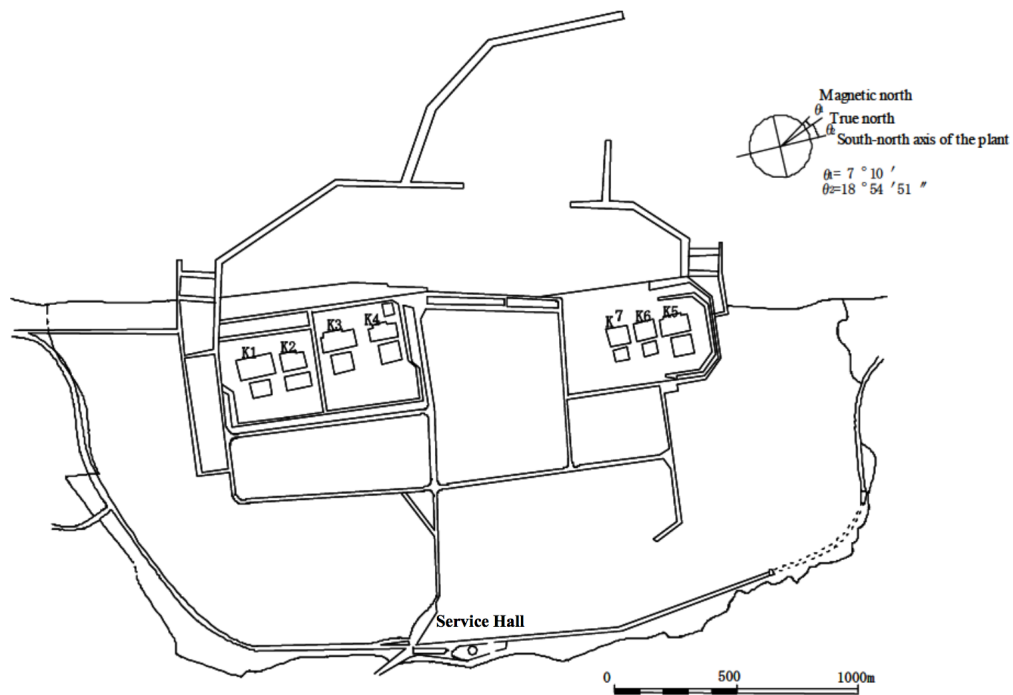 Magnetic north
θ1
True north
θ2
South-north axis of the plant
θ1= 7 ° 10 ′
θ2=18 ° 54 ′ 51 ″
K1
K2
K3
K4
K7
K6
K5
Service Hall
0
500
1000m